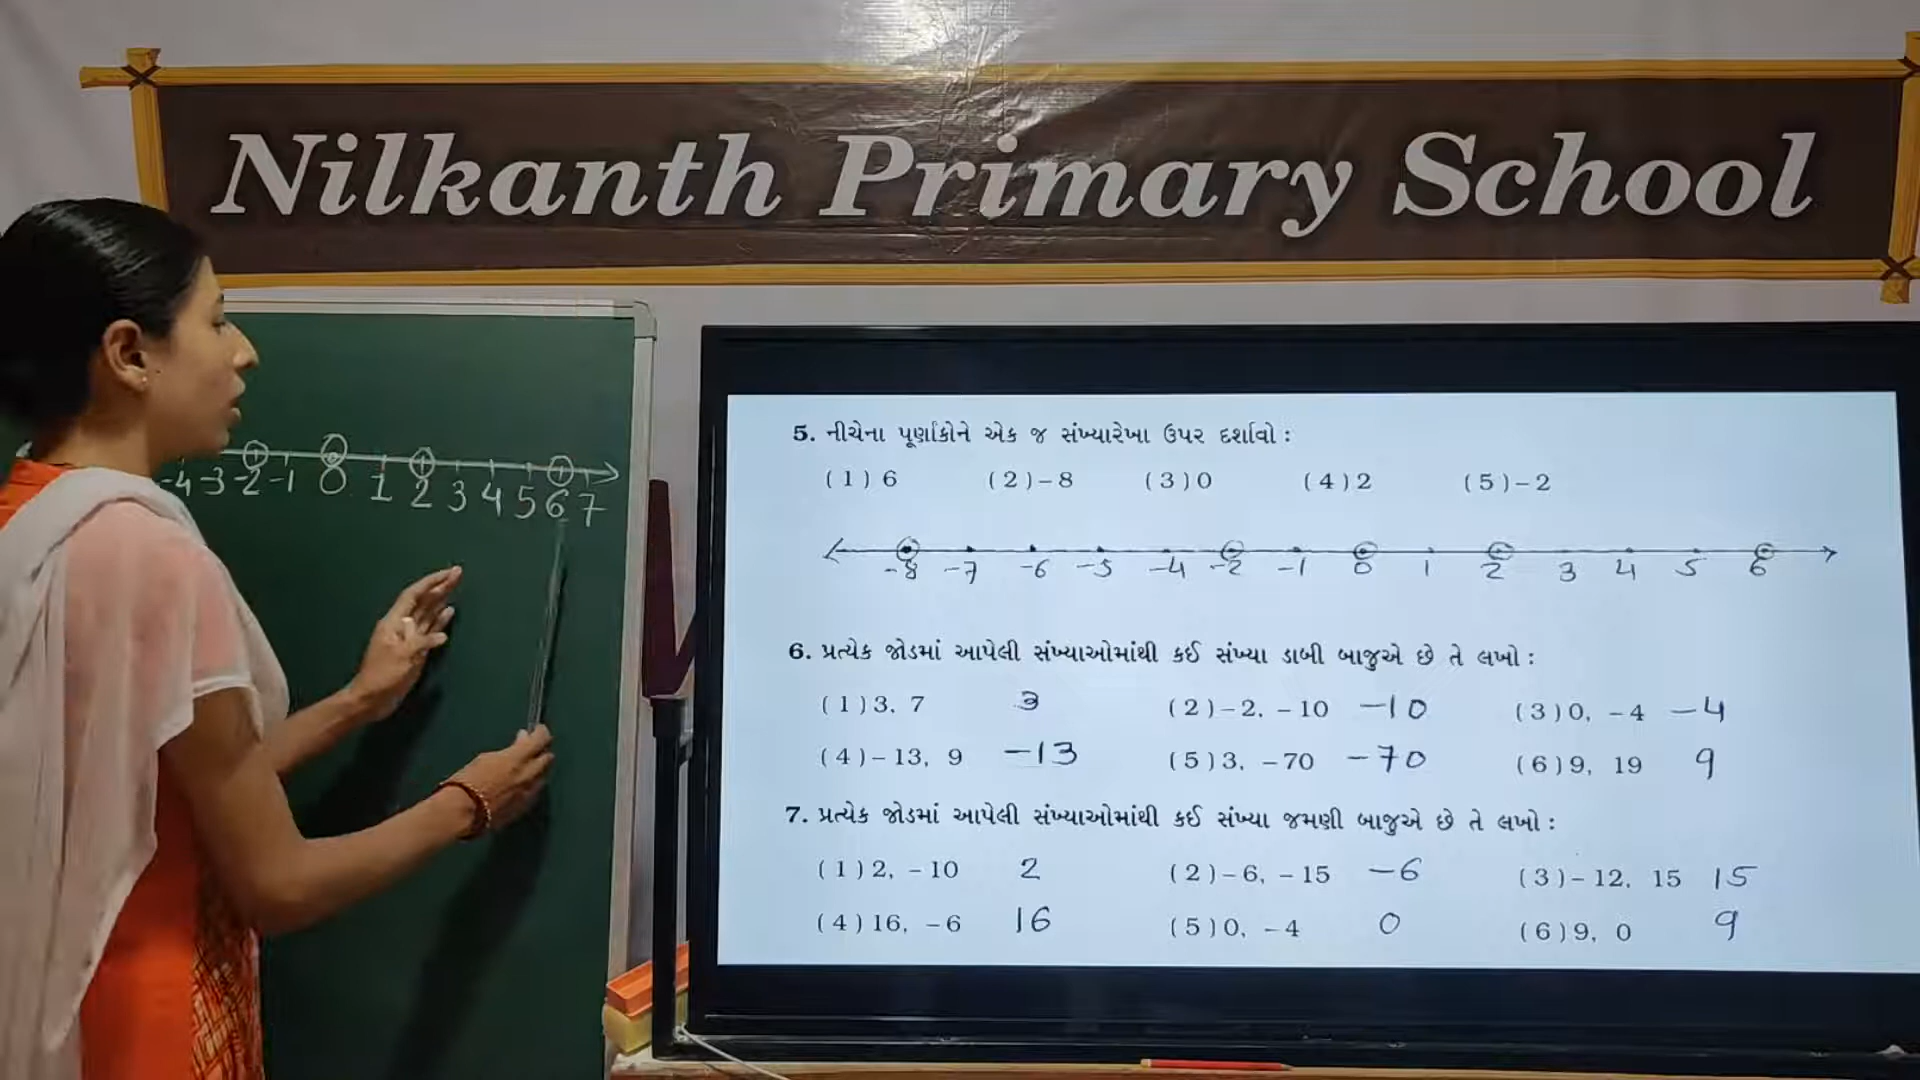 Nilkanth Primary School
-4 -3 -2 -1 0 1 2 3 4 5 6 7
5. નીચેના પૂર્ણાંકોને એક જ સંખ્યારેખા ઉપર દર્શાવો :
(1) 6 (2) -8 (3) 0 (4) 2 (5) -2
-8 -7 -6 -5 -4 -2 -1 0 1 2 3 4 5 6
6. પ્રત્યેક જોડમાં આપેલી સંખ્યાઓમાંથી કઈ સંખ્યા ડાબી બાજુએ છે તે લખો :
(1) 3, 7 3 (2) -2, -10 -10 (3) 0, -4 -4
(4) -13, 9 -13 (5) 3, -70 -70 (6) 9, 19 9
7. પ્રત્યેક જોડમાં આપેલી સંખ્યાઓમાંથી કઈ સંખ્યા જમણી બાજુએ છે તે લખો :
(1) 2, -10 2 (2) -6, -15 -6 (3) -12, 15 15
(4) 16, -6 16 (5) 0, -4 0 (6) 9, 0 9